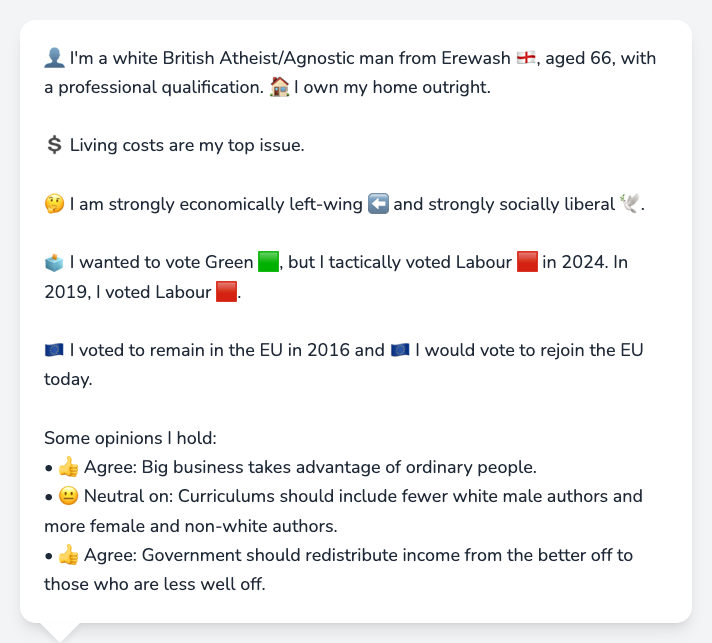 👤 I'm a white British Atheist/Agnostic man from Erewash 🏴󠁧󠁢󠁥󠁮󠁧󠁿, aged 66, with
a professional qualification. 🏠 I own my home outright.
💲 Living costs are my top issue.
🤔 I am strongly economically left-wing ⬅️ and strongly socially liberal 🕊️.
🗳️ I wanted to vote Green 🟩, but I tactically voted Labour 🟥 in 2024. In
2019, I voted Labour 🟥.
🇪🇺 I voted to remain in the EU in 2016 and 🇪🇺 I would vote to rejoin the EU
today.
Some opinions I hold:
• 👍 Agree: Big business takes advantage of ordinary people.
• 😐 Neutral on: Curriculums should include fewer white male authors and
more female and non-white authors.
• 👍 Agree: Government should redistribute income from the better off to
those who are less well off.